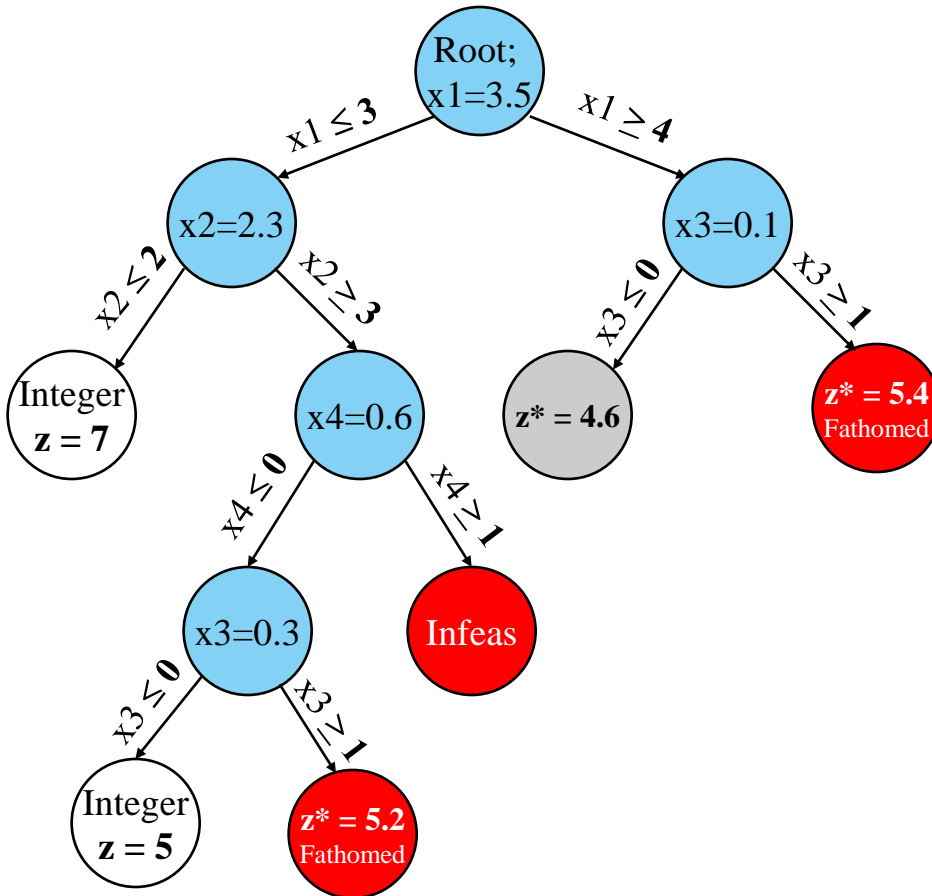 Root;
x1=3.5
x1 ≤ 3
x1 ≥ 4
x2=2.3
x3=0.1
x2 ≤ 2
x2 ≥ 3
x3 ≤ 0
x3 ≥ 1
Integer
z = 7
x4=0.6
z* = 4.6
z* = 5.4
Fathomed
x4 ≤ 0
x4 ≥ 1
x3=0.3
Infeas
x3 ≤ 0
x3 ≥ 1
Integer
z = 5
z* = 5.2
Fathomed